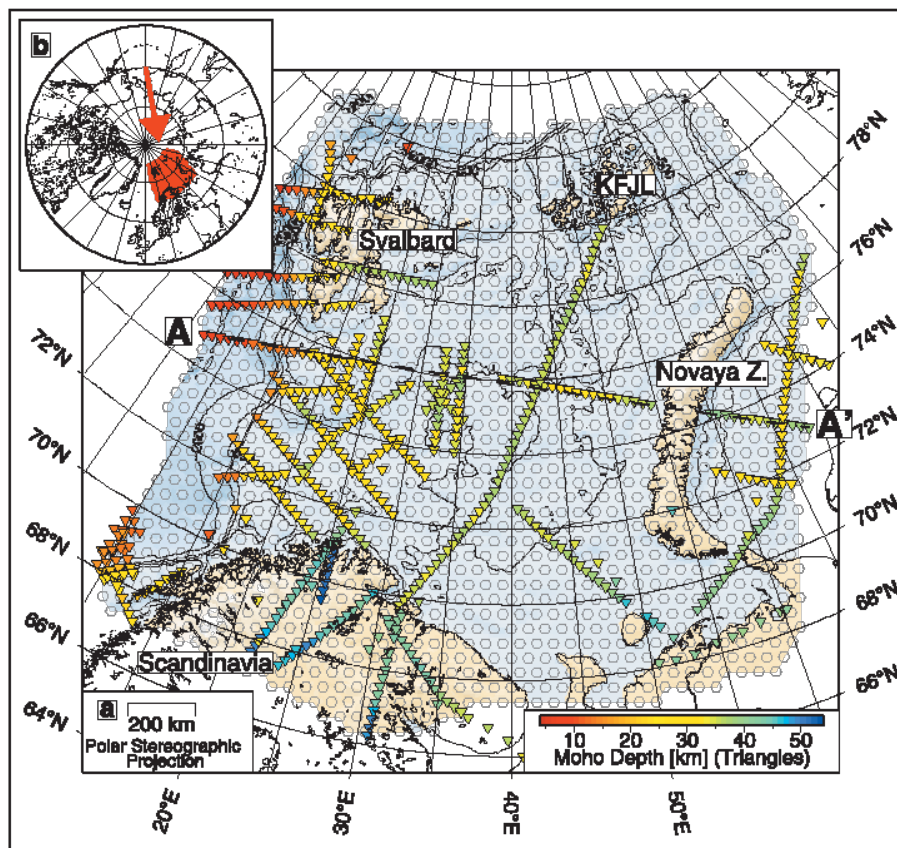 b
KFJL
Svalbard
A
Novaya Z.
A'
Scandinavia
a
200 km
Polar Stereographic
Projection
10 20 30 40 50
Moho Depth [km] (Triangles)
78°N
76°N
74°N
72°N
70°N
68°N
66°N
72°N
70°N
68°N
66°N
64°N
20°E
30°E
40°E
50°E